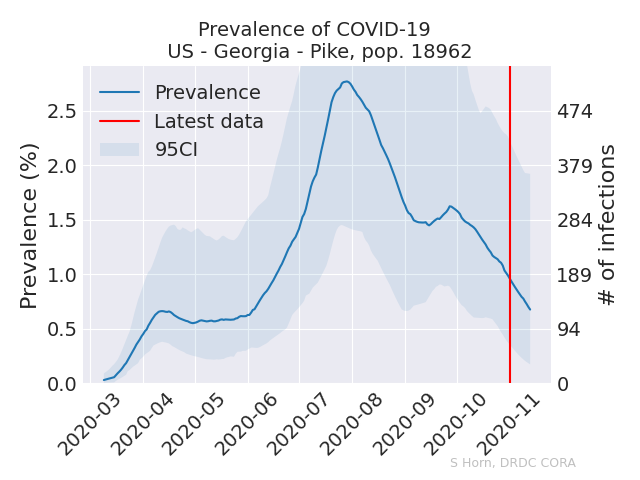 Prevalence of COVID-19
US - Georgia - Pike, pop. 18962
Prevalence
Latest data
95CI
Prevalence (%)
2.5
2.0
1.5
1.0
0.5
0.0
474
379
284
189
94
0
# of infections
2020-03
2020-04
2020-05
2020-06
2020-07
2020-08
2020-09
2020-10
2020-11
S Horn, DRDC CORA